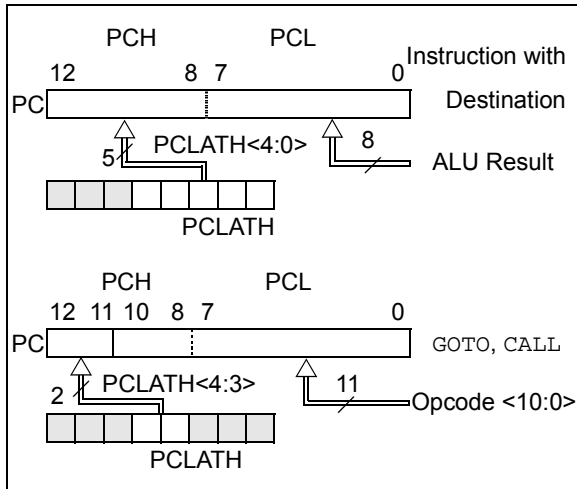 PCH PCL
12 8 7 0 Instruction with
PC Destination
5 PCLATH<4:0> 8 ALU Result
PCLATH
PCH PCL
12 11 10 8 7 0
PC GOTO, CALL
2 PCLATH<4:3> 11 Opcode <10:0>
PCLATH